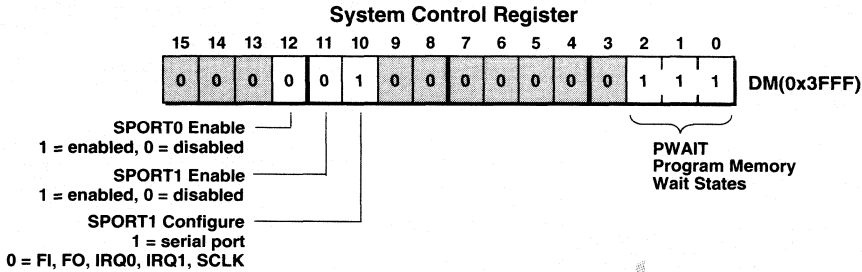 System Control Register
15 14 13 12 11 10 9 8 7 6 5 4 3 2 1 0
0 0 0 0 0 1 0 0 0 0 0 0 0 1 1 1 DM(0x3FFF)
SPORT0 Enable
1 = enabled, 0 = disabled
SPORT1 Enable
1 = enabled, 0 = disabled
SPORT1 Configure
1 = serial port
0 = FI, FO, IRQ0, IRQ1, SCLK
PWAIT
Program Memory
Wait States